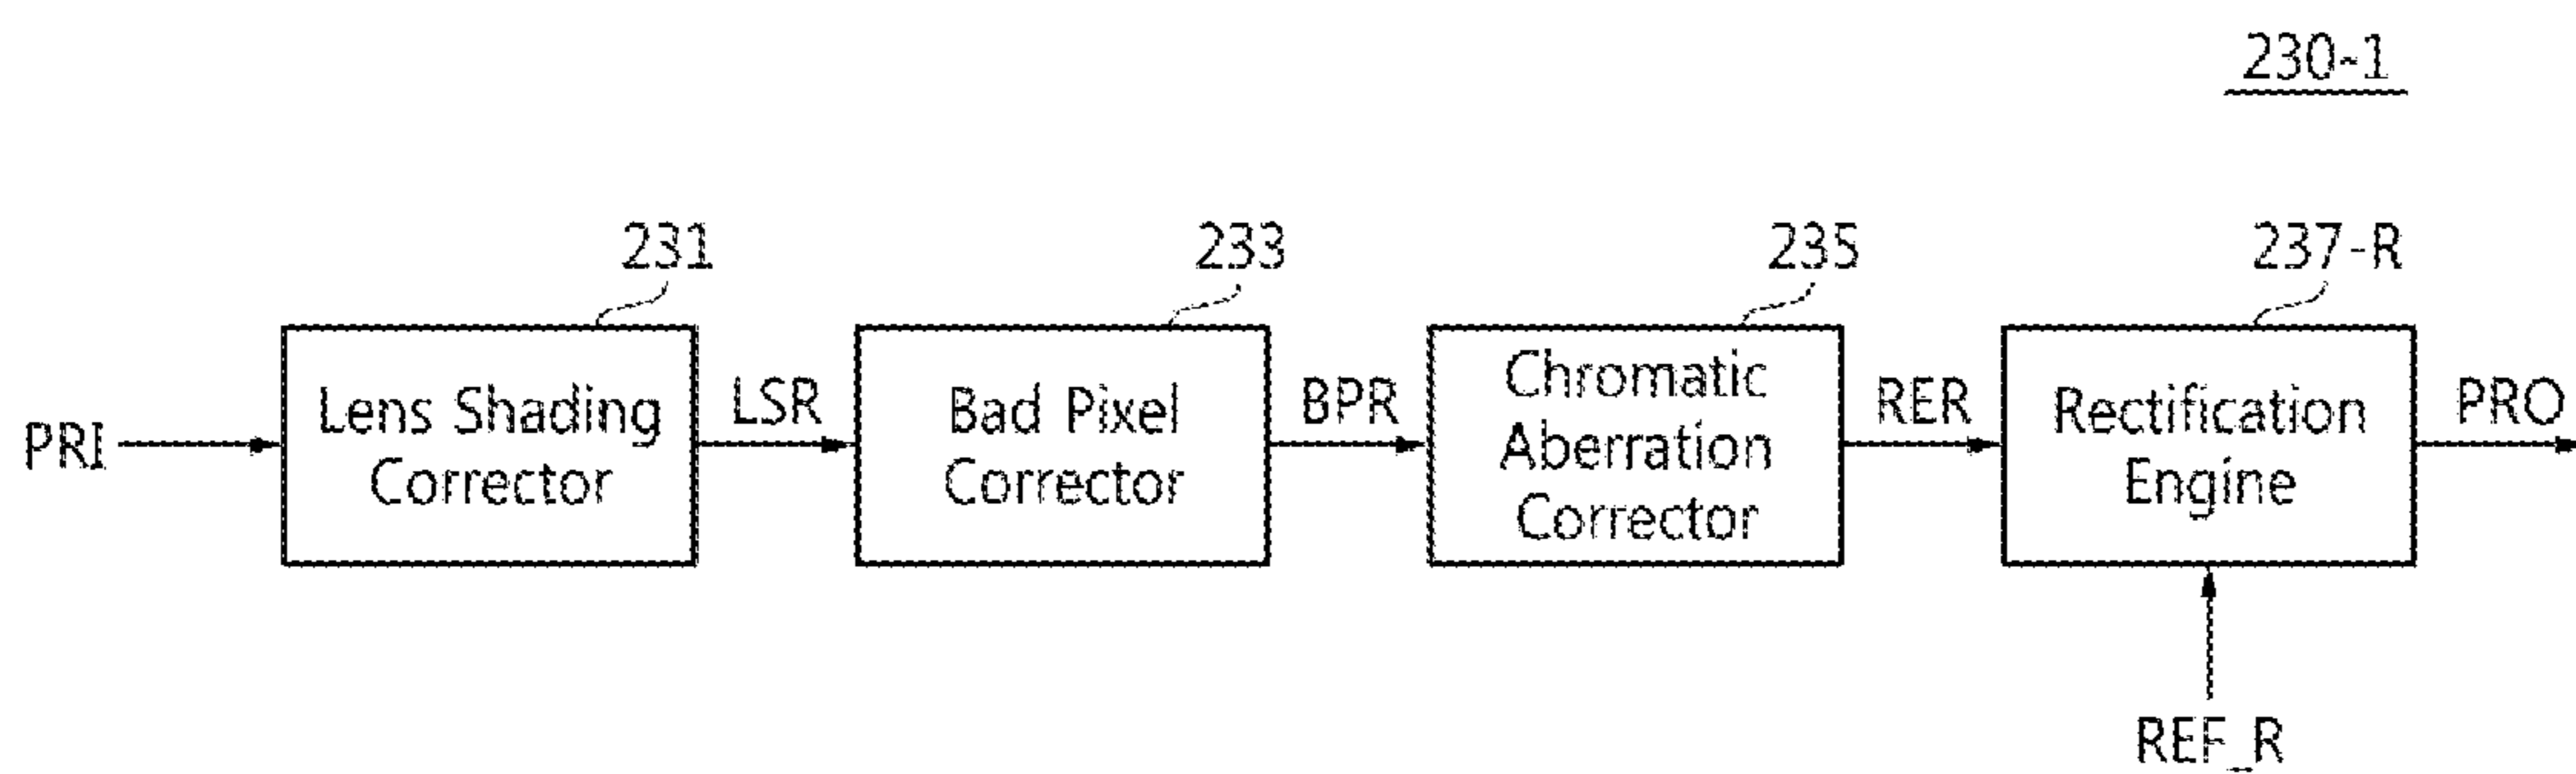 230-1
231
233
235
237-R
PRI
Lens Shading
Corrector
LSR
Bad Pixel
Corrector
BPR
Chromatic
Aberration
Corrector
RER
Rectification
Engine
PRO
REF_R